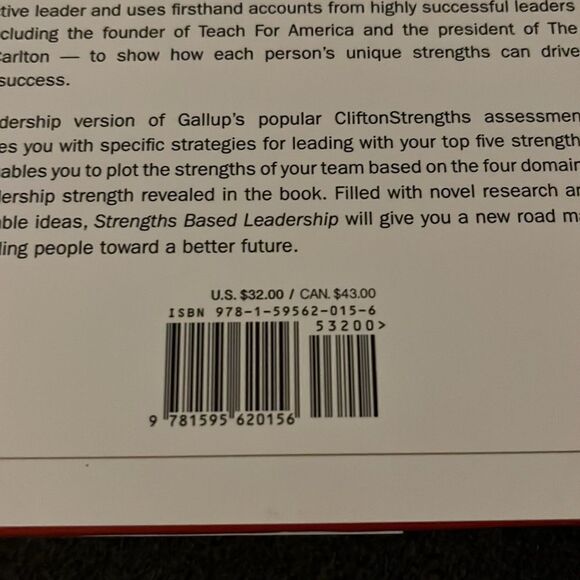 tive leader and uses firsthand accounts from highly successful leaders
cluding the founder of Teach For America and the president of The
Carlton — to show how each person's unique strengths can drive
success.
dership version of Gallup's popular CliftonStrengths assessmen
es you with specific strategies for leading with your top five strength
ables you to plot the strengths of your team based on the four domain
dership strength revealed in the book. Filled with novel research a
able ideas, Strengths Based Leadership will give you a new road m
ding people toward a better future.
U.S. $32.00 / CAN. $43.00
ISBN 978-1-59562-015-6
53200>
9 781595 620156